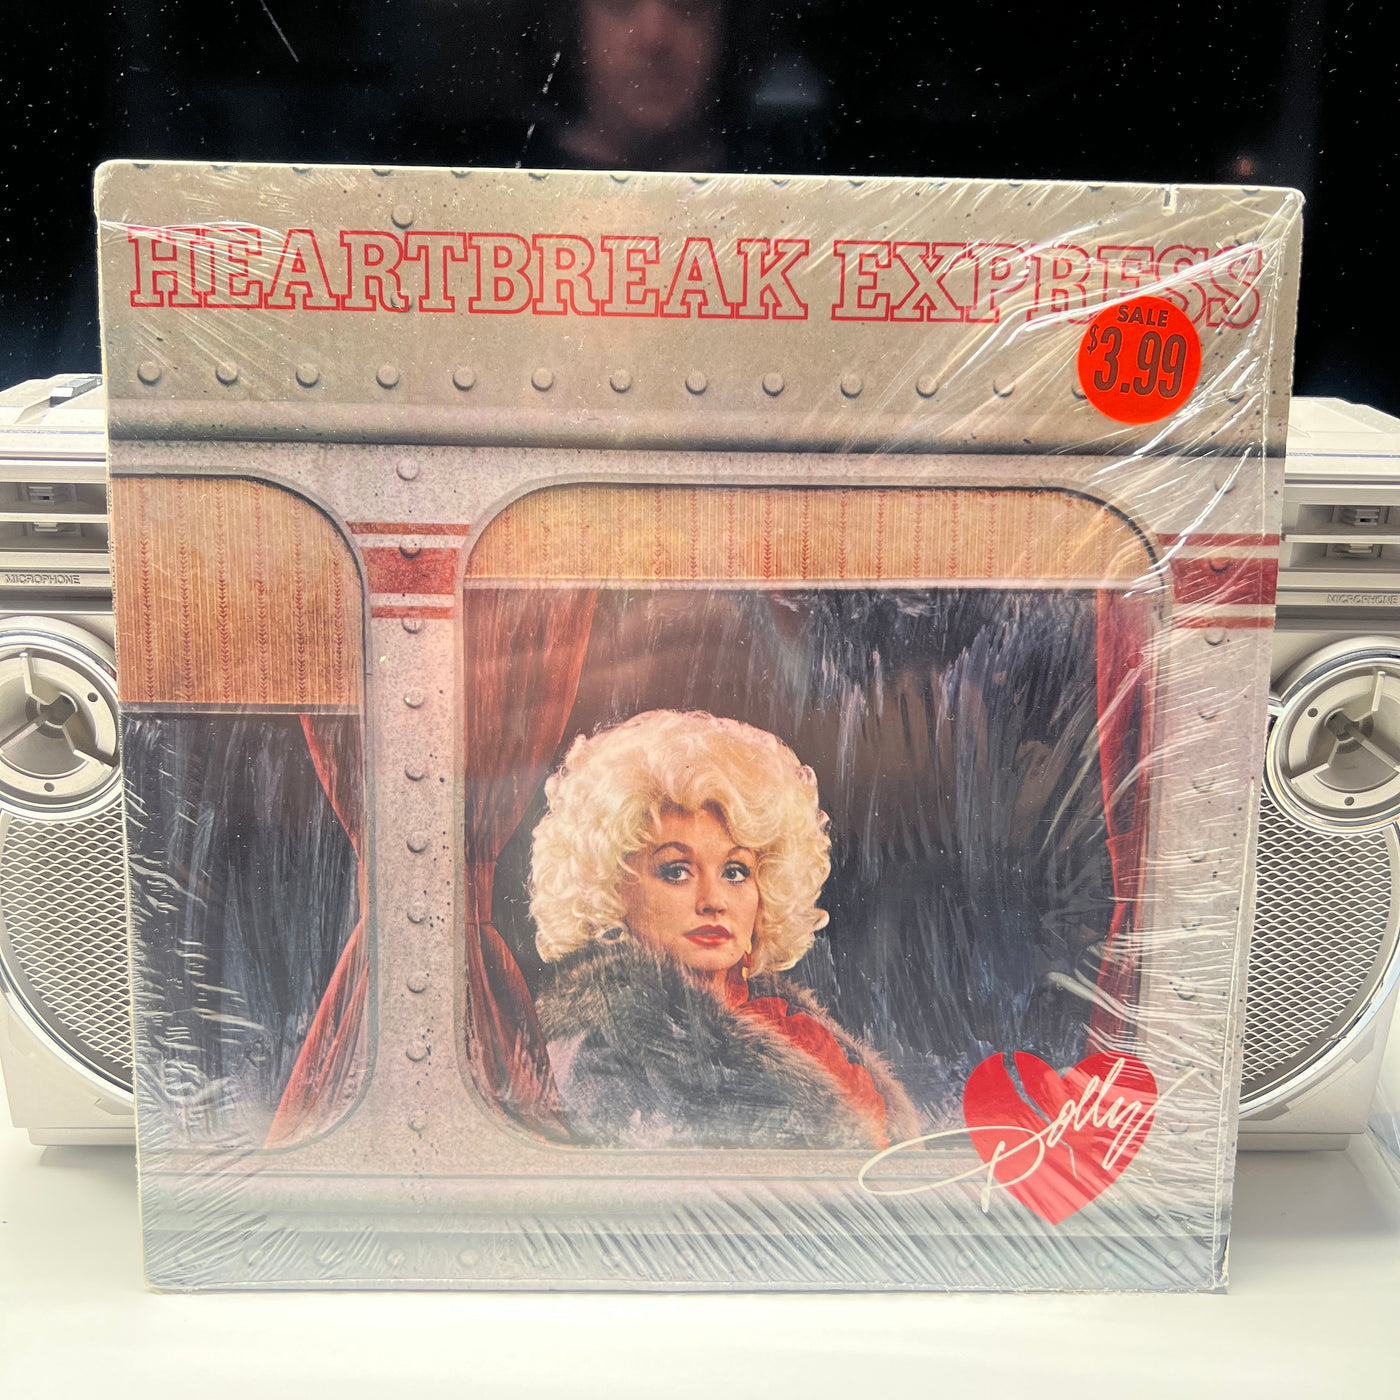 HEARTBREAK EXPRESS
SALE
$3.99
MICROPHONE
MICROPHONE
Dolly